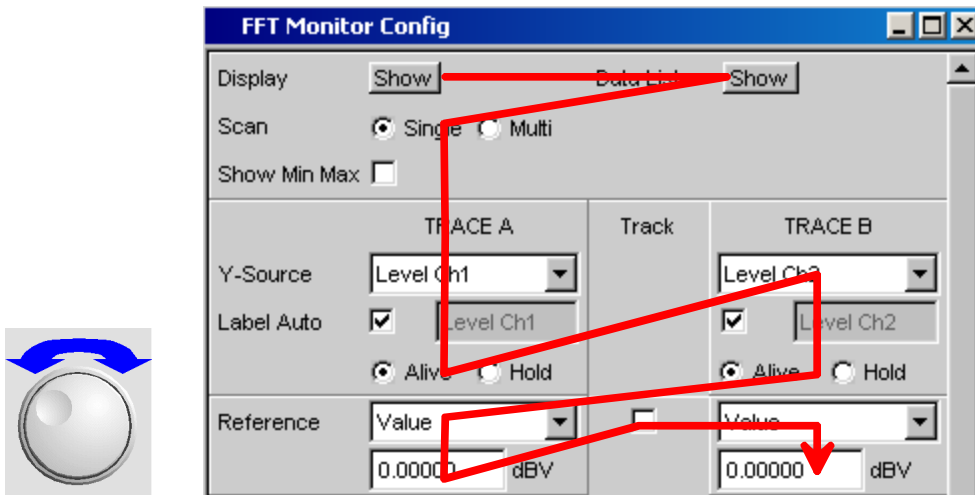 FFT Monitor Config
Display Show Data List Show
Scan Single Multi
Show Min Max
TRACE A Track TRACE B
Y-Source Level Ch1 Level Ch2
Label Auto Level Ch1 Level Ch2
Alive Hold Alive Hold
Reference Value Value
0.00000 dBV 0.00000 dBV